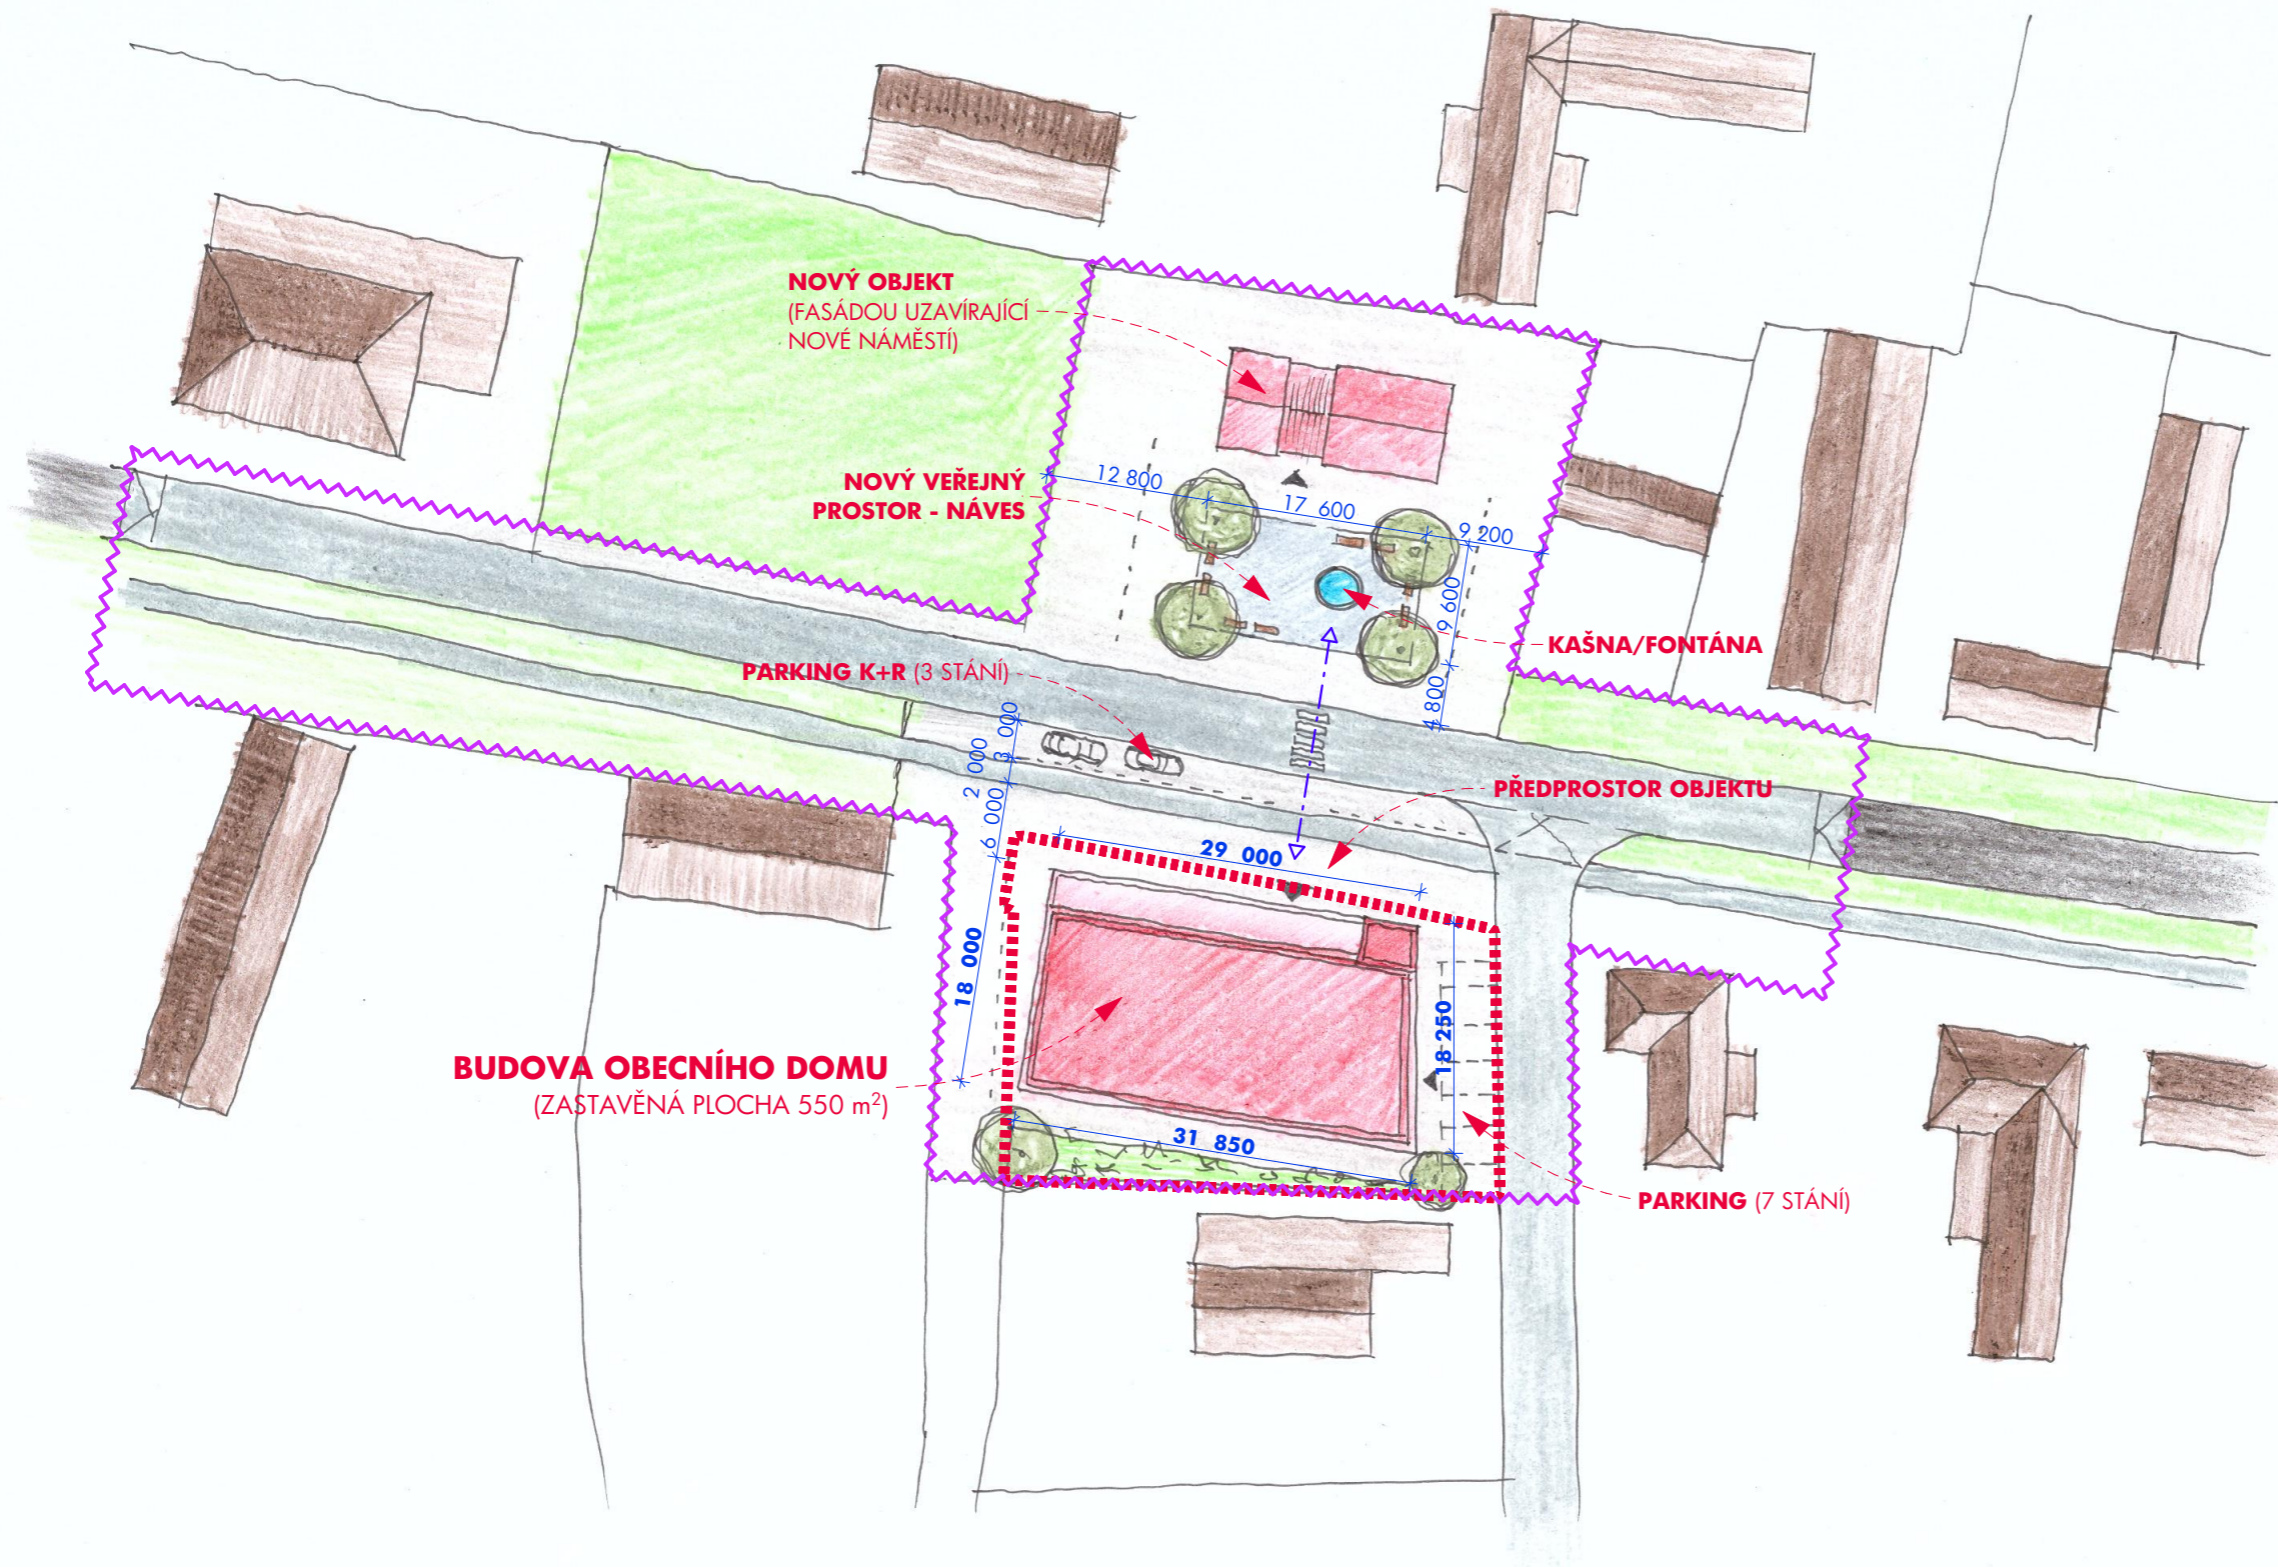 NOVÝ OBJEKT
(FASÁDOU UZAVÍRAJÍCÍ
NOVÉ NÁMĚSTÍ)
NOVÝ VEŘEJNÝ
PROSTOR - NÁVES
12 800
17 600
9 200
9 600
4 800
KAŠNA/FONTÁNA
PARKING K+R (3 STÁNÍ)
3 000
2 000
6 000
PŘEDPROSTOR OBJEKTU
29 000
18 000
18 250
BUDOVA OBECNÍHO DOMU
(ZASTAVĚNÁ PLOCHA 550 m²)
31 850
PARKING (7 STÁNÍ)